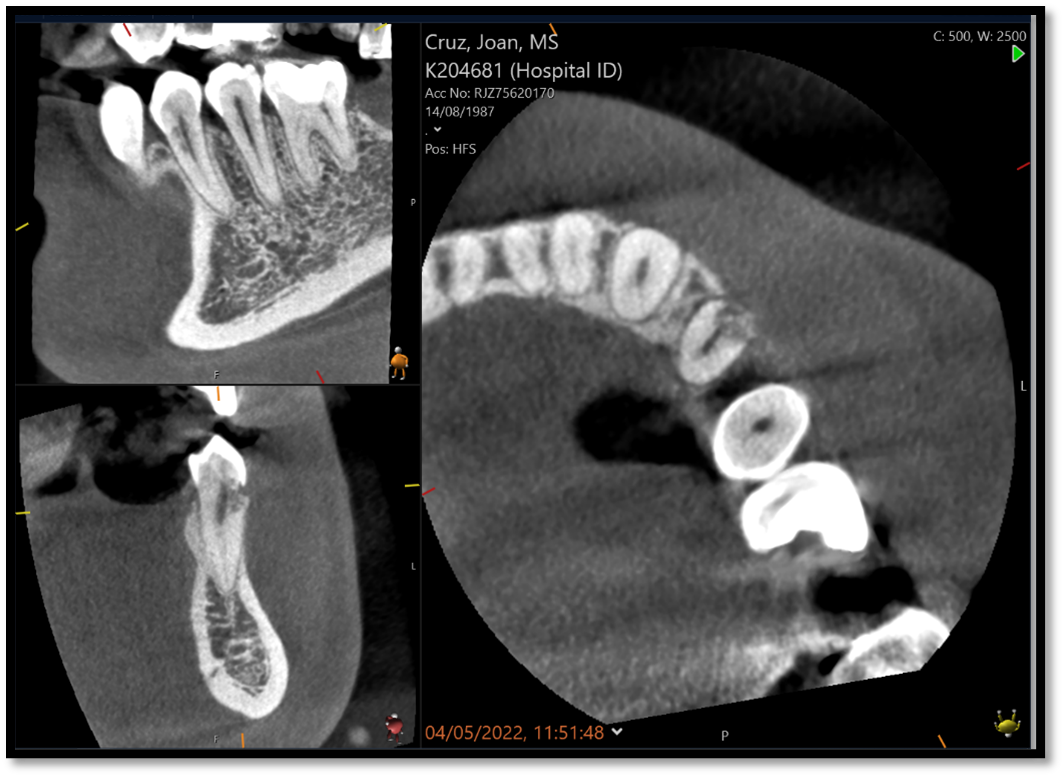 Cruz, Joan, MS
C: 500, W: 2500
K204681 (Hospital ID)
Acc No: RJZ75620170
14/08/1987
.
Pos: HFS
P
F
L
L
F
04/05/2022, 11:51:48
P